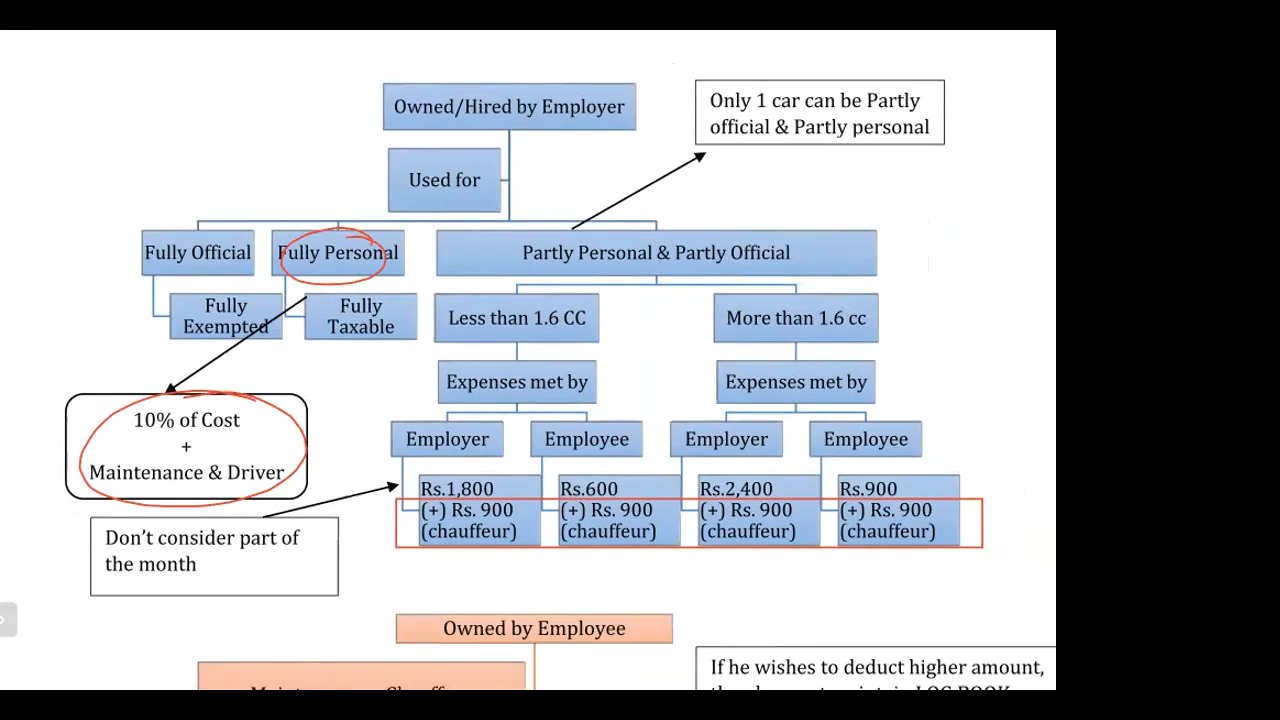 Owned/Hired by Employer
Only 1 car can be Partly
official & Partly personal
Used for
Fully Official
Fully Personal
Partly Personal & Partly Official
Fully
Exempted
Fully
Taxable
Less than 1.6 CC
More than 1.6 cc
Expenses met by
Expenses met by
10% of Cost
+
Maintenance & Driver
Employer
Employee
Employer
Employee
Rs.1,800
(+) Rs. 900
(chauffeur)
Rs.600
(+) Rs. 900
(chauffeur)
Rs.2,400
(+) Rs. 900
(chauffeur)
Rs.900
(+) Rs. 900
(chauffeur)
Don’t consider part of
the month
Owned by Employee
If he wishes to deduct higher amount,
LOG BOOK